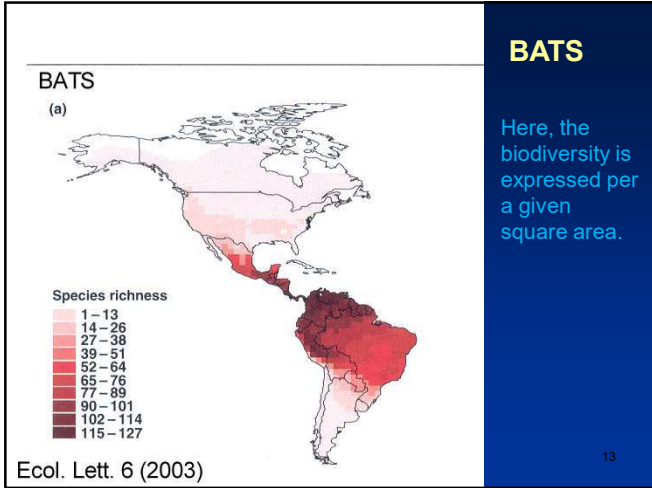 BATS
(a)
Species richness
1–13
14–26
27–38
39–51
52–64
65–76
77–89
90–101
102–114
115–127
Ecol. Lett. 6 (2003)
BATS
Here, the
biodiversity is
expressed per
a given
square area.
13